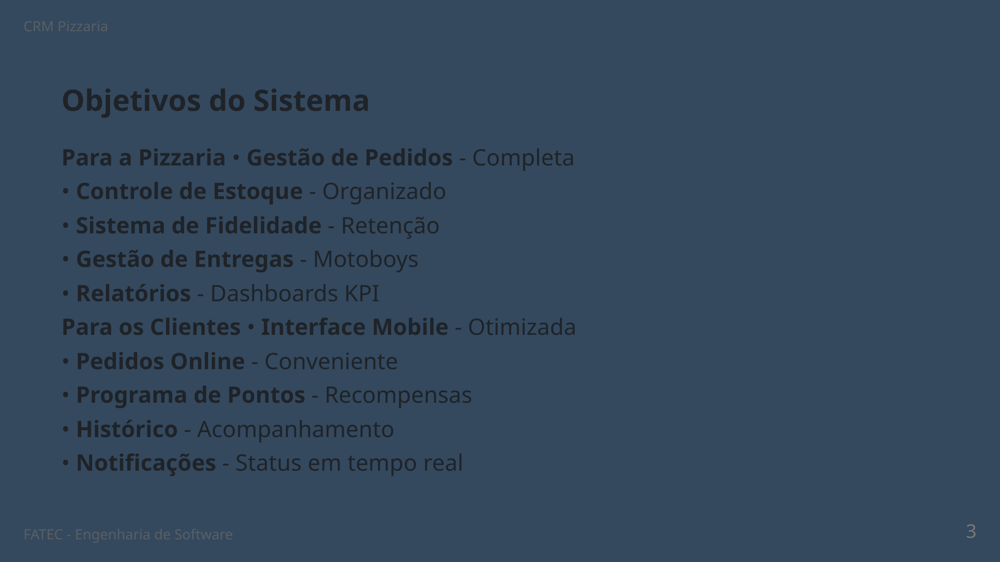 CRM Pizzaria
Objetivos do Sistema
Para a Pizzaria • Gestão de Pedidos - Completa
• Controle de Estoque - Organizado
• Sistema de Fidelidade - Retenção
• Gestão de Entregas - Motoboys
• Relatórios - Dashboards KPI
Para os Clientes • Interface Mobile - Otimizada
• Pedidos Online - Conveniente
• Programa de Pontos - Recompensas
• Histórico - Acompanhamento
• Notificações - Status em tempo real
FATEC - Engenharia de Software
3